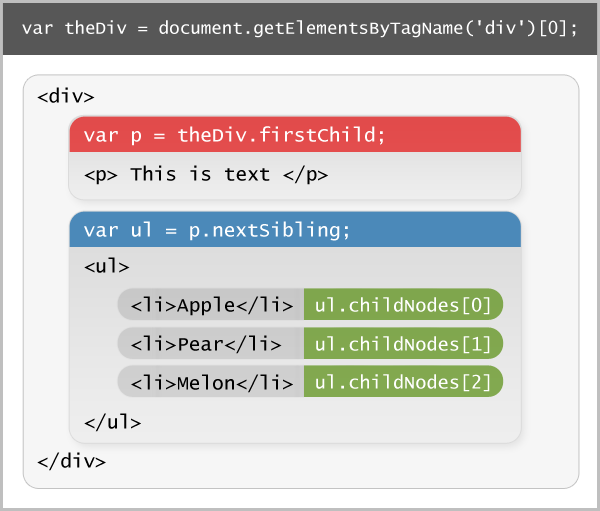 var theDiv = document.getElementsByTagName('div')[0];
<div>
var p = theDiv.firstChild;
<p> This is text </p>
var ul = p.nextSibling;
<ul>
<li>Apple</li> ul.childNodes[0]
<li>Pear</li> ul.childNodes[1]
<li>Melon</li> ul.childNodes[2]
</ul>
</div>